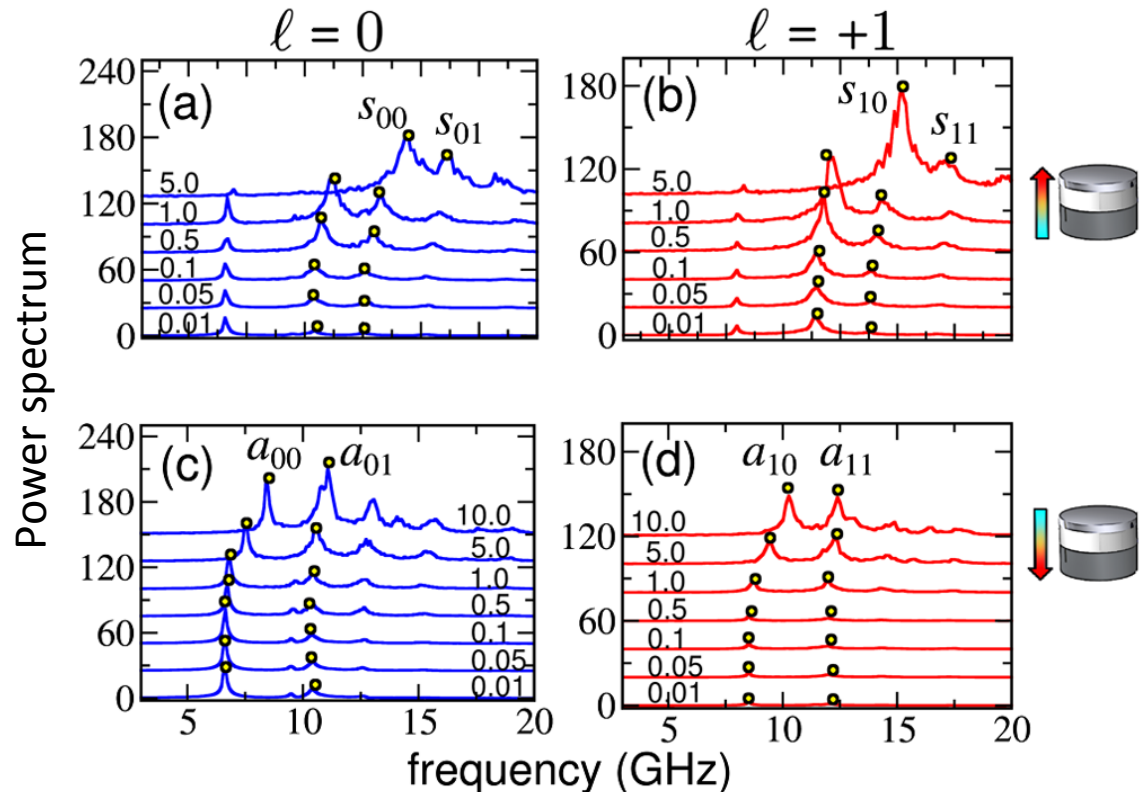 ℓ = 0
ℓ = +1
Power spectrum
240
180
120
60
0
(a)
s₀₀
s₀₁
5.0
1.0
0.5
0.1
0.05
0.01
180
120
60
0
(b)
s₁₀
s₁₁
5.0
1.0
0.5
0.1
0.05
0.01
240
180
120
60
0
(c)
a₀₀
a₀₁
10.0
5.0
1.0
0.5
0.1
0.05
0.01
5 10 15 20
180
120
60
0
(d)
a₁₀
a₁₁
10.0
5.0
1.0
0.5
0.1
0.05
0.01
5 10 15 20
frequency (GHz)